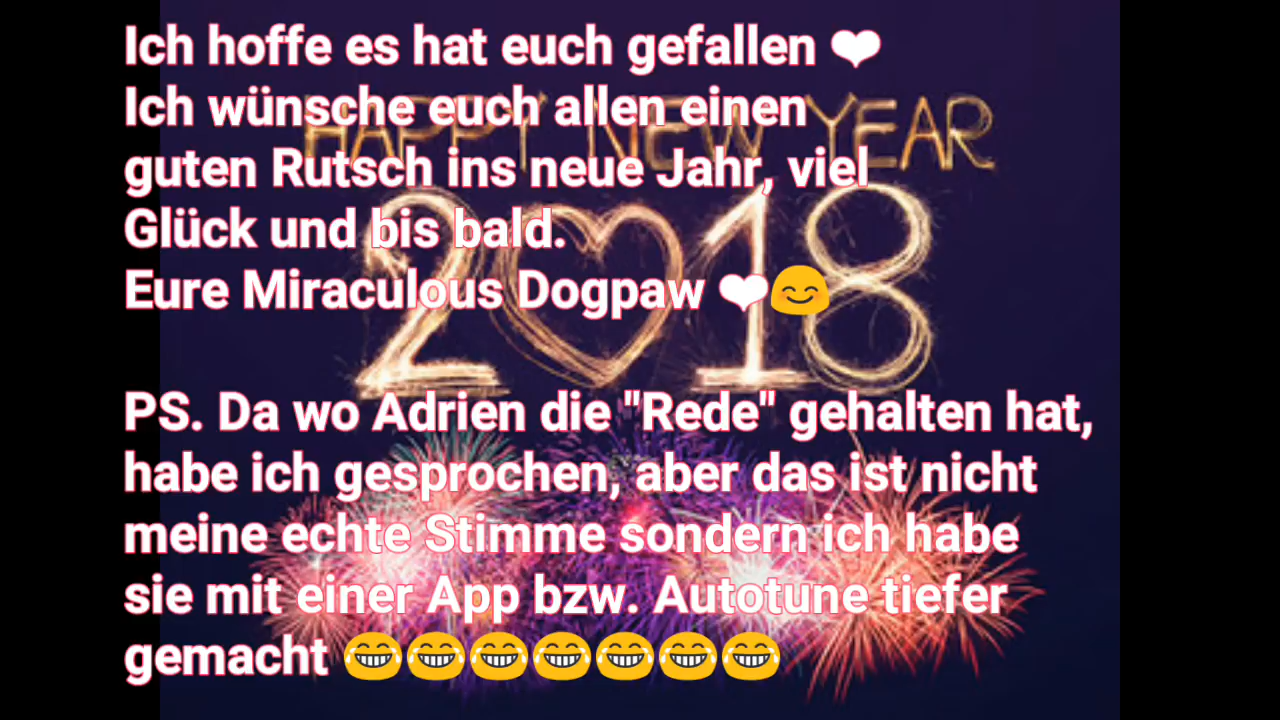 Ich hoffe es hat euch gefallen ❤
Ich wünsche euch allen einen
guten Rutsch ins neue Jahr, viel
Glück und bis bald.
Eure Miraculous Dogpaw ❤😊
PS. Da wo Adrien die "Rede" gehalten hat,
habe ich gesprochen, aber das ist nicht
meine echte Stimme sondern ich habe
sie mit einer App bzw. Autotune tiefer
gemacht 😂😂😂😂😂😂😂
HAPPY NEW YEAR
2♡18